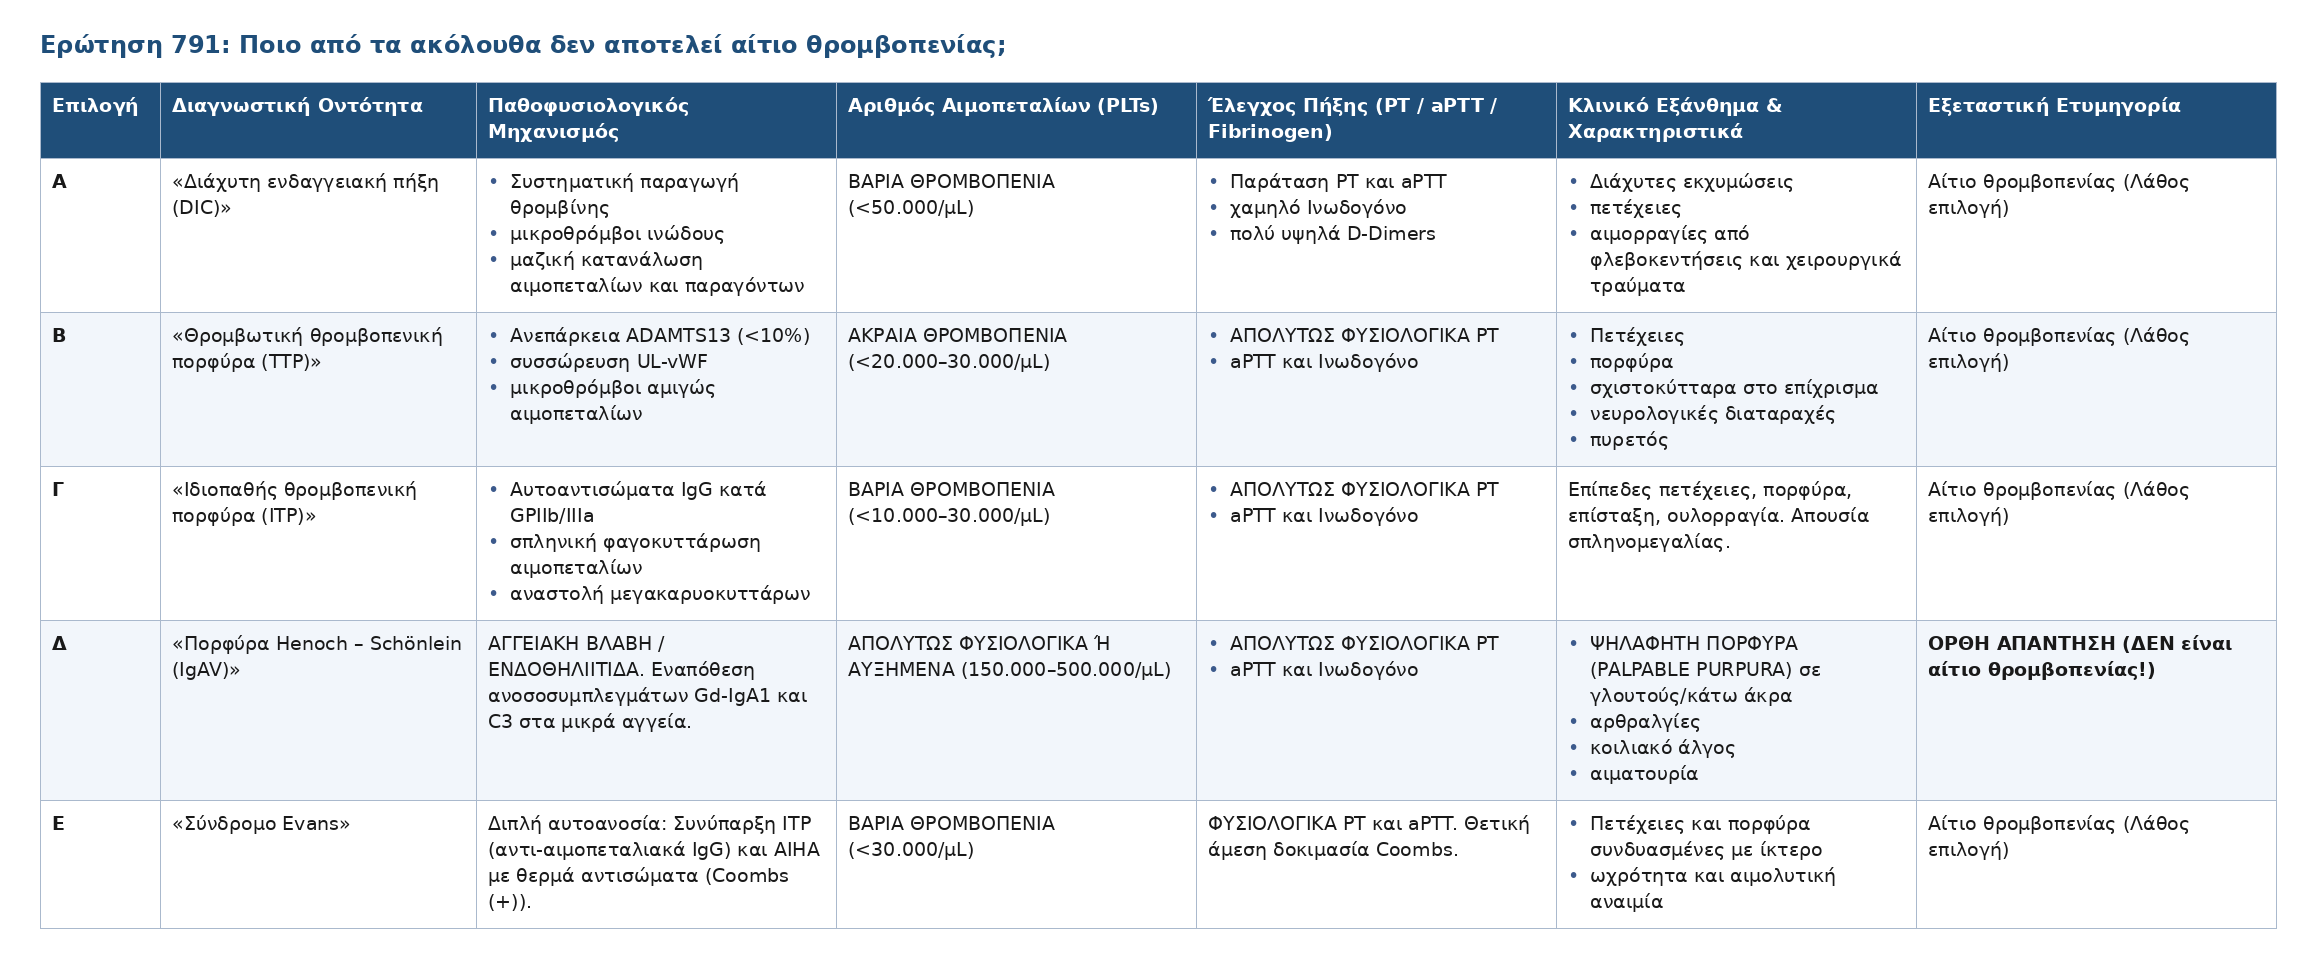 Ερώτηση 791: Ποιο από τα ακόλουθα δεν αποτελεί αίτιο θρομβοπενίας;
Επιλογή
Διαγνωστική Οντότητα
Παθοφυσιολογικός
Μηχανισμός
Αριθμός Αιμοπεταλίων (PLTs)
Έλεγχος Πήξης (PT / aPTT /
Fibrinogen)
Κλινικό Εξάνθημα &
Χαρακτηριστικά
Εξεταστική Ετυμηγορία
Α
«Διάχυτη ενδαγγειακή πήξη
(DIC)»
• Συστηματική παραγωγή
θρομβίνης
• μικροθρόμβοι ινώδους
• μαζική κατανάλωση
αιμοπεταλίων και παραγόντων
ΒΑΡΙΑ ΘΡΟΜΒΟΠΕΝΙΑ
(<50.000/μL)
• Παράταση PT και aPTT
• χαμηλό Ινωδογόνο
• πολύ υψηλά D-Dimers
• Διάχυτες εκχυμώσεις
• πετέχειες
• αιμορραγίες από
φλεβοκεντήσεις και χειρουργικά
τραύματα
Αίτιο θρομβοπενίας (Λάθος
επιλογή)
Β
«Θρομβωτική θρομβοπενική
πορφύρα (TTP)»
• Ανεπάρκεια ADAMTS13 (<10%)
• συσσώρευση UL-vWF
• μικροθρόμβοι αμιγώς
αιμοπεταλίων
ΑΚΡΑΙΑ ΘΡΟΜΒΟΠΕΝΙΑ
(<20.000–30.000/μL)
• ΑΠΟΛΥΤΩΣ ΦΥΣΙΟΛΟΓΙΚΑ PT
• aPTT και Ινωδογόνο
• Πετέχειες
• πορφύρα
• σχιστοκύτταρα στο επίχρισμα
• νευρολογικές διαταραχές
• πυρετός
Αίτιο θρομβοπενίας (Λάθος
επιλογή)
Γ
«Ιδιοπαθής θρομβοπενική
πορφύρα (ITP)»
• Αυτοαντισώματα IgG κατά
GPIIb/IIIa
• σπληνική φαγοκυττάρωση
αιμοπεταλίων
• αναστολή μεγακαρυοκυττάρων
ΒΑΡΙΑ ΘΡΟΜΒΟΠΕΝΙΑ
(<10.000–30.000/μL)
• ΑΠΟΛΥΤΩΣ ΦΥΣΙΟΛΟΓΙΚΑ PT
• aPTT και Ινωδογόνο
Επίπεδες πετέχειες, πορφύρα,
επίσταξη, ουλορραγία. Απουσία
σπληνομεγαλίας.
Αίτιο θρομβοπενίας (Λάθος
επιλογή)
Δ
«Πορφύρα Henoch – Schönlein
(IgAV)»
ΑΓΓΕΙΑΚΗ ΒΛΑΒΗ /
ΕΝΔΟΘΗΛΙΙΤΙΔΑ. Εναπόθεση
ανοσοσυμπλεγμάτων Gd-IgA1 και
C3 στα μικρά αγγεία.
ΑΠΟΛΥΤΩΣ ΦΥΣΙΟΛΟΓΙΚΑ Ή
ΑΥΞΗΜΕΝΑ (150.000–500.000/μL)
• ΑΠΟΛΥΤΩΣ ΦΥΣΙΟΛΟΓΙΚΑ PT
• aPTT και Ινωδογόνο
• ΨΗΛΑΦΗΤΗ ΠΟΡΦΥΡΑ
(PALPABLE PURPURA) σε
γλουτούς/κάτω άκρα
• αρθραλγίες
• κοιλιακό άλγος
• αιματουρία
ΟΡΘΗ ΑΠΑΝΤΗΣΗ (ΔΕΝ είναι
αίτιο θρομβοπενίας!)
Ε
«Σύνδρομο Evans»
Διπλή αυτοανοσία: Συνύπαρξη ITP
(αντι-αιμοπεταλιακά IgG) και AIHA
με θερμά αντισώματα (Coombs
(+)).
ΒΑΡΙΑ ΘΡΟΜΒΟΠΕΝΙΑ
(<30.000/μL)
ΦΥΣΙΟΛΟΓΙΚΑ PT και aPTT. Θετική
άμεση δοκιμασία Coombs.
• Πετέχειες και πορφύρα
συνδυασμένες με ίκτερο
• ωχρότητα και αιμολυτική
αναιμία
Αίτιο θρομβοπενίας (Λάθος
επιλογή)